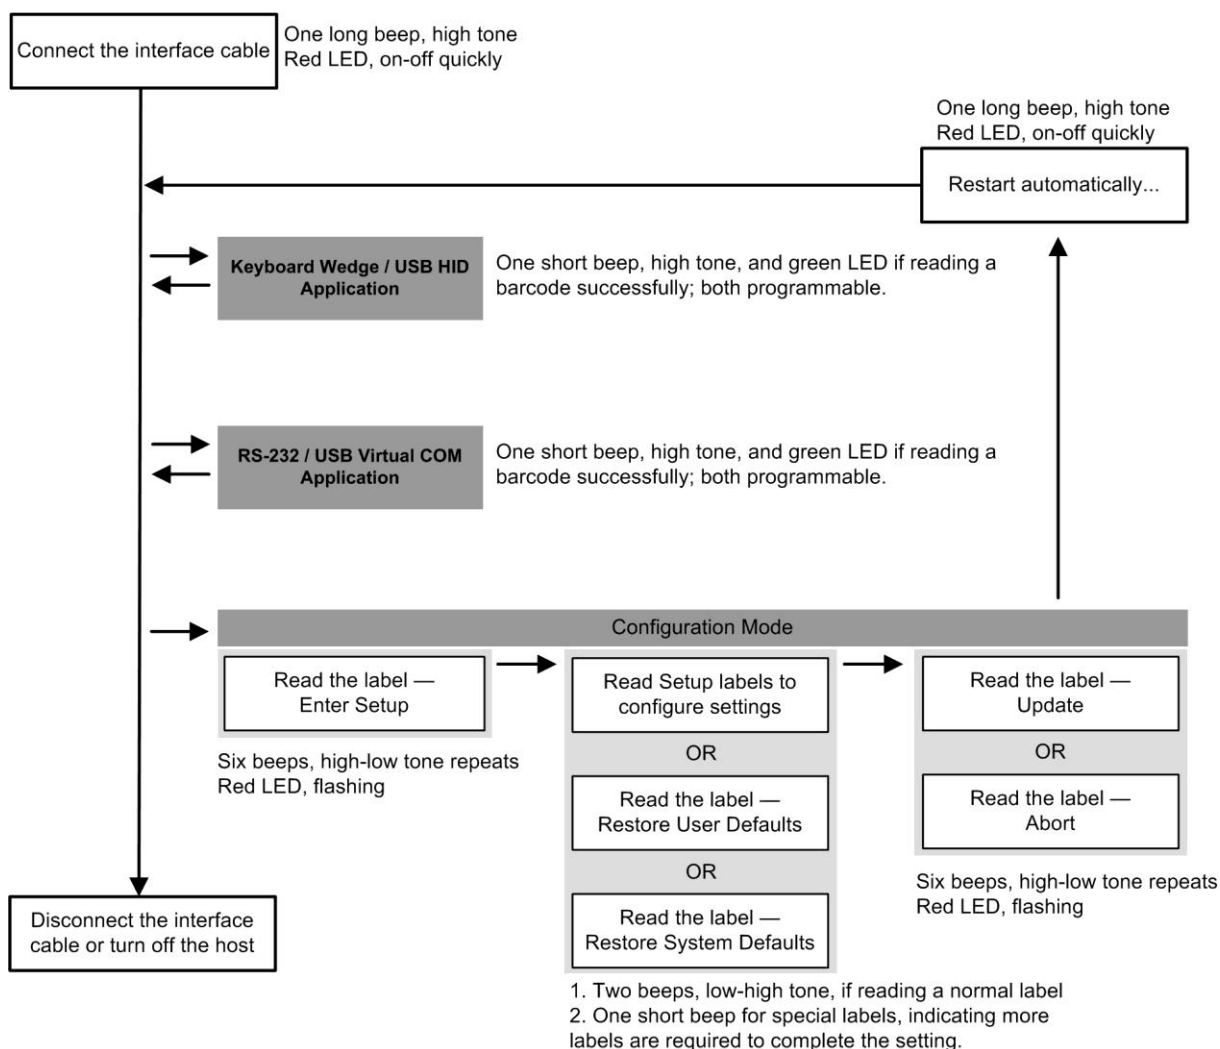 Connect the interface cable
One long beep, high tone
Red LED, on-off quickly
One long beep, high tone
Red LED, on-off quickly
Restart automatically...
Keyboard Wedge / USB HID
Application
One short beep, high tone, and green LED if reading a
barcode successfully; both programmable.
RS-232 / USB Virtual COM
Application
One short beep, high tone, and green LED if reading a
barcode successfully; both programmable.
Configuration Mode
Read the label —
Enter Setup
Six beeps, high-low tone repeats
Red LED, flashing
Read Setup labels to
configure settings
OR
Read the label —
Restore User Defaults
OR
Read the label —
Restore System Defaults
1. Two beeps, low-high tone, if reading a normal label
2. One short beep for special labels, indicating more
labels are required to complete the setting.
Read the label —
Update
OR
Read the label —
Abort
Six beeps, high-low tone repeats
Red LED, flashing
Disconnect the interface
cable or turn off the host